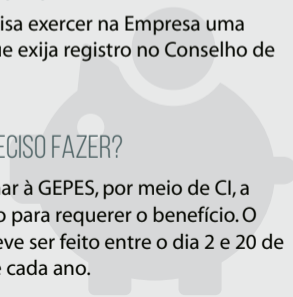 isa exercer na Empresa uma
ue exija registro no Conselho de
ECISO FAZER?
ar à GEPES, por meio de CI, a
o para requerer o benefício. O
eve ser feito entre o dia 2 e 20 de
e cada ano.